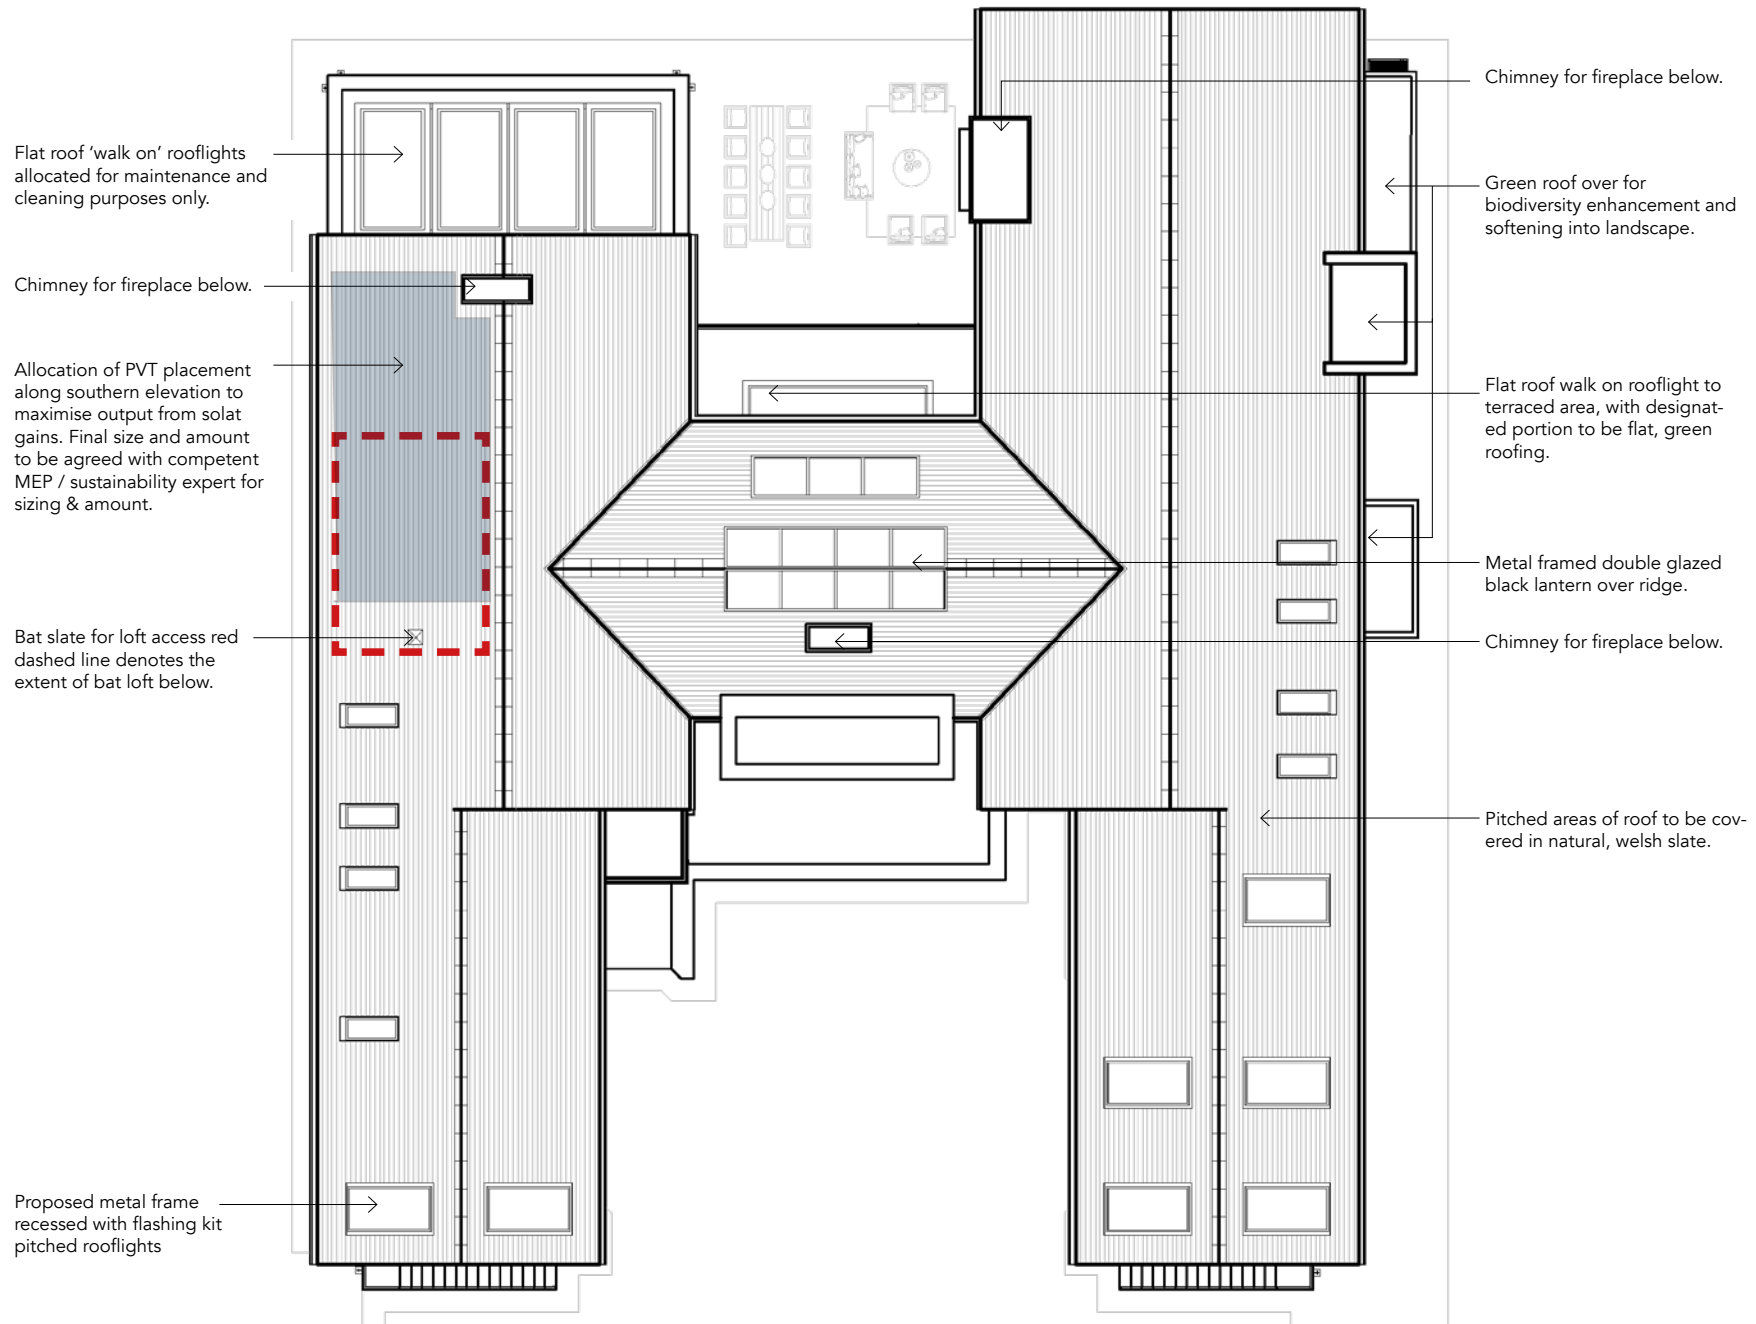 Flat roof ‘walk on’ rooflights
allocated for maintenance and
cleaning purposes only.
Chimney for fireplace below.
Allocation of PVT placement
along southern elevation to
maximise output from solat
gains. Final size and amount
to be agreed with competent
MEP / sustainability expert for
sizing & amount.
Bat slate for loft access red
dashed line denotes the
extent of bat loft below.
Proposed metal frame
recessed with flashing kit
pitched rooflights
Chimney for fireplace below.
Green roof over for
biodiversity enhancement and
softening into landscape.
Flat roof walk on rooflight to
terraced area, with designat-
ed portion to be flat, green
roofing.
Metal framed double glazed
black lantern over ridge.
Chimney for fireplace below.
Pitched areas of roof to be cov-
ered in natural, welsh slate.